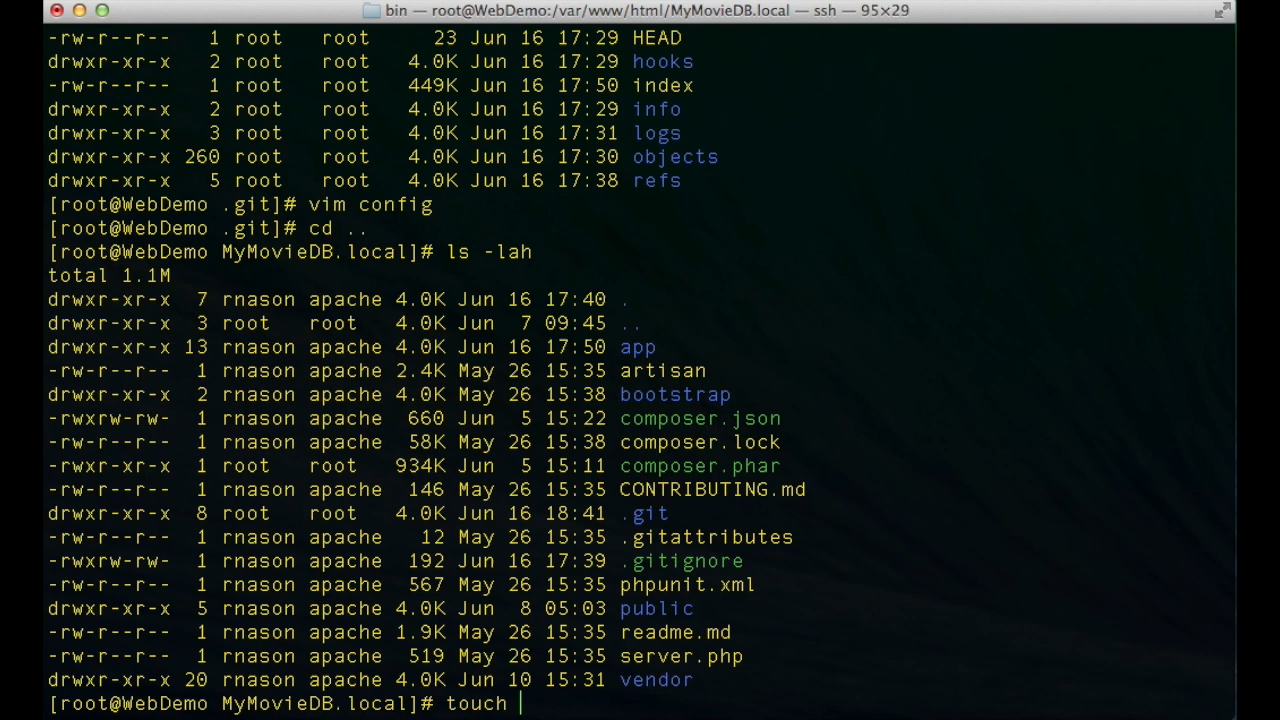 bin — root@WebDemo:/var/www/html/MyMovieDB.local — ssh — 95×29
-rw-r--r--   1 root   root     23 Jun 16 17:29 HEAD
drwxr-xr-x   2 root   root   4.0K Jun 16 17:29 hooks
-rw-r--r--   1 root   root   449K Jun 16 17:50 index
drwxr-xr-x   2 root   root   4.0K Jun 16 17:29 info
drwxr-xr-x   3 root   root   4.0K Jun 16 17:31 logs
drwxr-xr-x 260 root   root   4.0K Jun 16 17:30 objects
drwxr-xr-x   5 root   root   4.0K Jun 16 17:38 refs
[root@WebDemo .git]# vim config
[root@WebDemo .git]# cd ..
[root@WebDemo MyMovieDB.local]# ls -lah
total 1.1M
drwxr-xr-x  7 rnason apache 4.0K Jun 16 17:40 .
drwxr-xr-x  3 root   root   4.0K Jun  7 09:45 ..
drwxr-xr-x 13 rnason apache 4.0K Jun 16 17:50 app
-rw-r--r--  1 rnason apache 2.4K May 26 15:35 artisan
drwxr-xr-x  2 rnason apache 4.0K May 26 15:38 bootstrap
-rwxrw-rw-  1 rnason apache  660 Jun  5 15:22 composer.json
-rw-r--r--  1 rnason apache  58K May 26 15:38 composer.lock
-rwxr-xr-x  1 root   root   934K Jun  5 15:11 composer.phar
-rw-r--r--  1 rnason apache  146 May 26 15:35 CONTRIBUTING.md
drwxr-xr-x  8 root   root   4.0K Jun 16 18:41 .git
-rw-r--r--  1 rnason apache   12 May 26 15:35 .gitattributes
-rwxrw-rw-  1 rnason apache  192 Jun 16 17:39 .gitignore
-rw-r--r--  1 rnason apache  567 May 26 15:35 phpunit.xml
drwxr-xr-x  5 rnason apache 4.0K Jun  8 05:03 public
-rw-r--r--  1 rnason apache 1.9K May 26 15:35 readme.md
-rw-r--r--  1 rnason apache  519 May 26 15:35 server.php
drwxr-xr-x 20 rnason apache 4.0K Jun 10 15:31 vendor
[root@WebDemo MyMovieDB.local]# touch